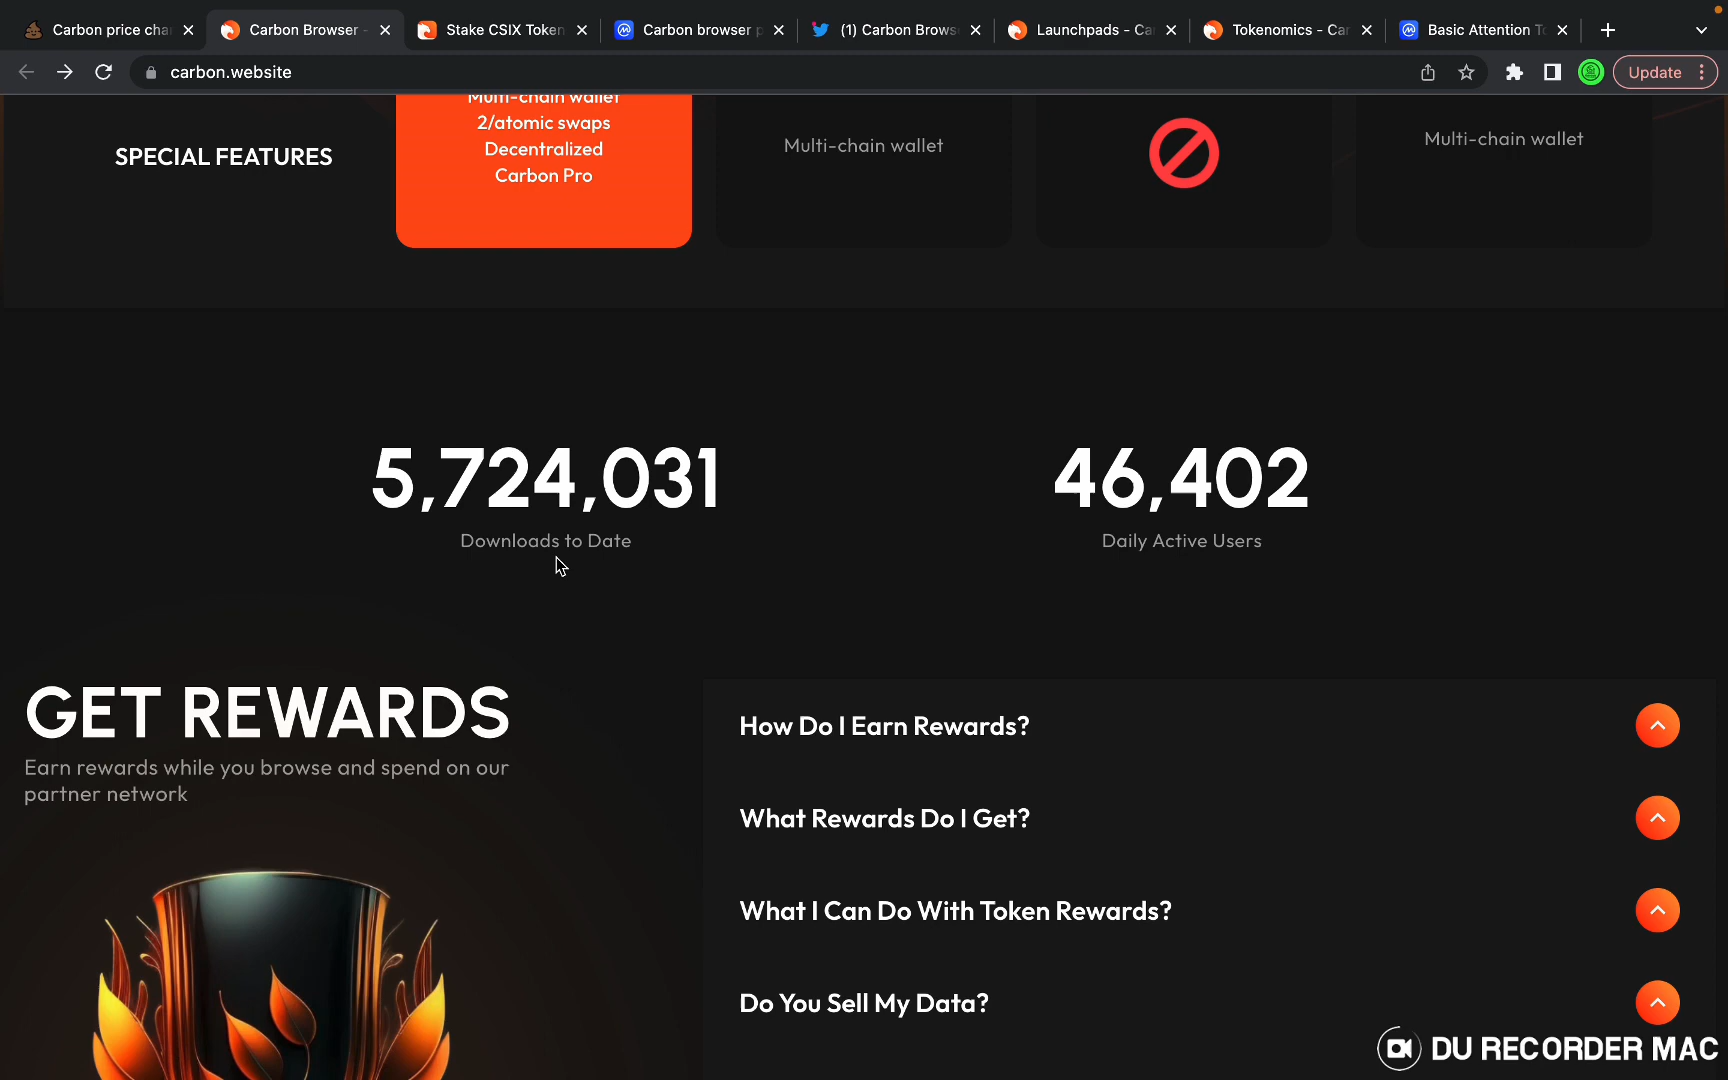 Carbon price cha
Carbon Browser -
Stake CSIX Token
Carbon browser p
(1) Carbon Brows
Launchpads - Ca
Tokenomics - Car
Basic Attention To
carbon.website
Update
Multi-chain wallet
2/atomic swaps
Decentralized
Carbon Pro
SPECIAL FEATURES
Multi-chain wallet
Multi-chain wallet
5,724,031
Downloads to Date
46,402
Daily Active Users
GET REWARDS
Earn rewards while you browse and spend on our
partner network
How Do I Earn Rewards?
What Rewards Do I Get?
What I Can Do With Token Rewards?
Do You Sell My Data?
DU RECORDER MAC